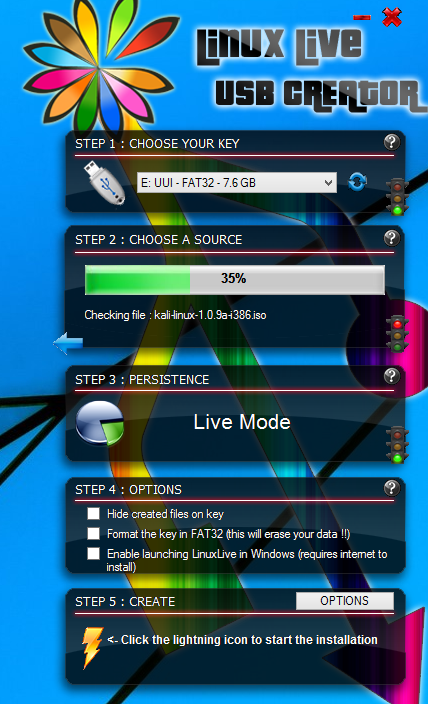 Linux Live
USB Creator
STEP 1 : CHOOSE YOUR KEY
?
E: UUI - FAT32 - 7.6 GB
STEP 2 : CHOOSE A SOURCE
?
35%
Checking file : kali-linux-1.0.9a-i386.iso
STEP 3 : PERSISTENCE
?
Live Mode
STEP 4 : OPTIONS
?
Hide created files on key
Format the key in FAT32 (this will erase your data !!)
Enable launching LinuxLive in Windows (requires internet to
install)
STEP 5 : CREATE
OPTIONS
<- Click the lightning icon to start the installation